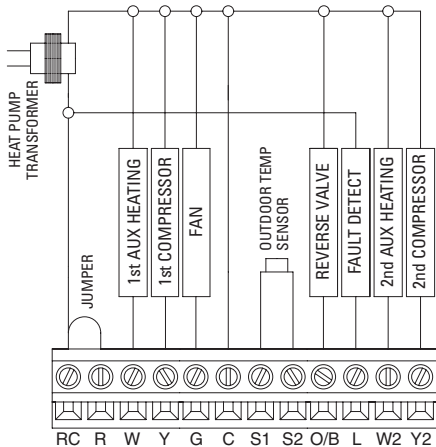 HEAT PUMP
TRANSFORMER
JUMPER
1st AUX HEATING
1st COMPRESSOR
FAN
OUTDOOR TEMP
SENSOR
REVERSE VALVE
FAULT DETECT
2nd AUX HEATING
2nd COMPRESSOR
RC R W Y G C S1 S2 O/B L W2 Y2